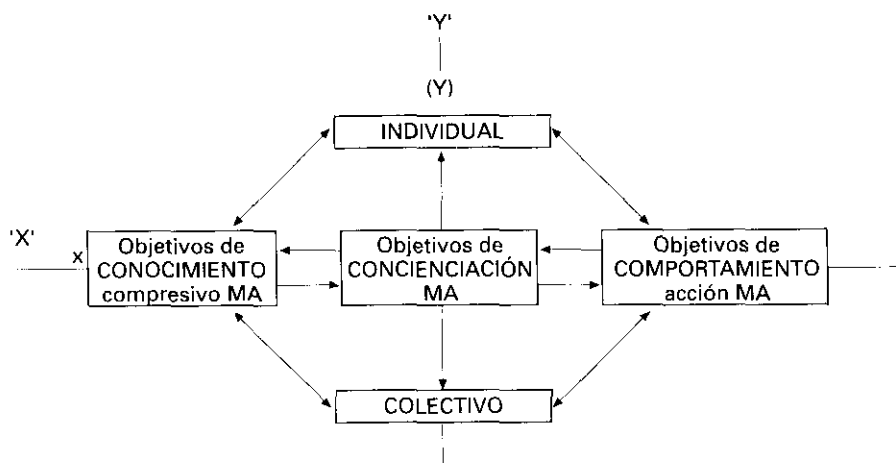 'Y'
(Y)
INDIVIDUAL
'X'
x
Objetivos de
CONOCIMIENTO
compresivo MA
Objetivos de
CONCIENCIACIÓN
MA
Objetivos de
COMPORTAMIENTO
acción MA
COLECTIVO